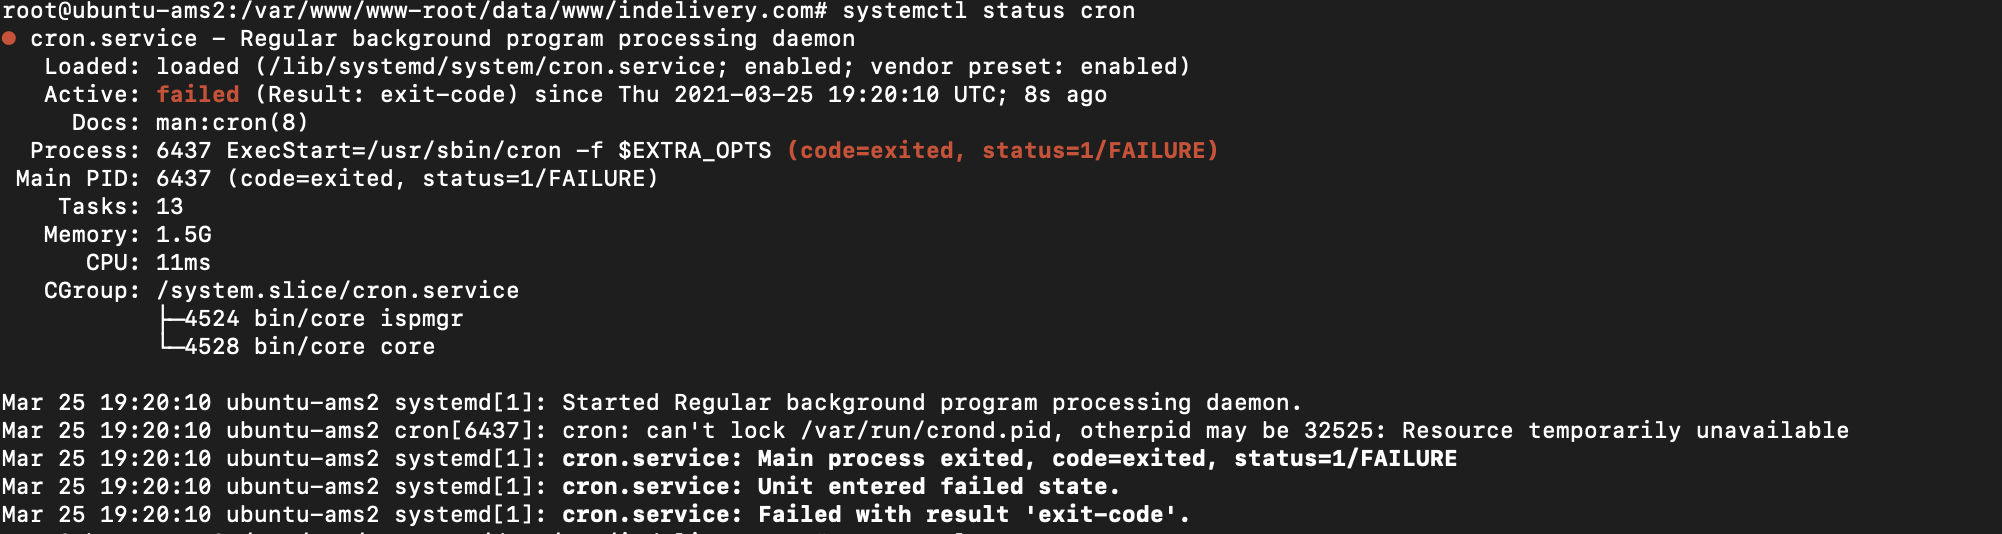 root@ubuntu-ams2:/var/www/www-root/data/www/indelivery.com# systemctl status cron
● cron.service - Regular background program processing daemon
   Loaded: loaded (/lib/systemd/system/cron.service; enabled; vendor preset: enabled)
   Active: failed (Result: exit-code) since Thu 2021-03-25 19:20:10 UTC; 8s ago
     Docs: man:cron(8)
  Process: 6437 ExecStart=/usr/sbin/cron -f $EXTRA_OPTS (code=exited, status=1/FAILURE)
 Main PID: 6437 (code=exited, status=1/FAILURE)
    Tasks: 13
   Memory: 1.5G
      CPU: 11ms
   CGroup: /system.slice/cron.service
           ├─4524 bin/core ispmgr
           └─4528 bin/core core
Mar 25 19:20:10 ubuntu-ams2 systemd[1]: Started Regular background program processing daemon.
Mar 25 19:20:10 ubuntu-ams2 cron[6437]: cron: can't lock /var/run/crond.pid, otherpid may be 32525: Resource temporarily unavailable
Mar 25 19:20:10 ubuntu-ams2 systemd[1]: cron.service: Main process exited, code=exited, status=1/FAILURE
Mar 25 19:20:10 ubuntu-ams2 systemd[1]: cron.service: Unit entered failed state.
Mar 25 19:20:10 ubuntu-ams2 systemd[1]: cron.service: Failed with result 'exit-code'.